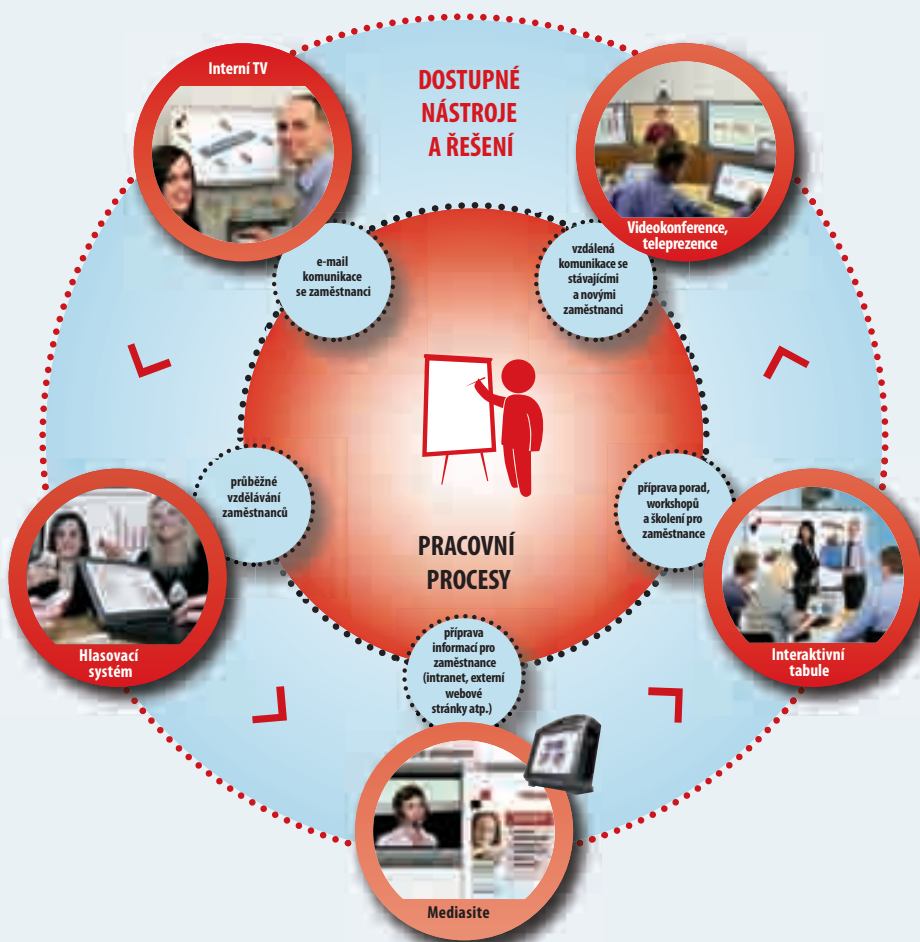 Interní TV
DOSTUPNÉ
NÁSTROJE
A ŘEŠENÍ
Videokonference,
teleprezence
e-mail
komunikace
se zaměstnanci
vzdálená
komunikace se
stávajícími
a novými
zaměstnanci
průběžné
vzdělávání
zaměstnanců
příprava porad,
workshopů
a školení pro
zaměstnance
PRACOVNÍ
PROCESY
Hlasovací
systém
příprava
informací pro
zaměstnance
(intranet, externí
webové
stránky atp.)
Interaktivní
tabule
Mediasite